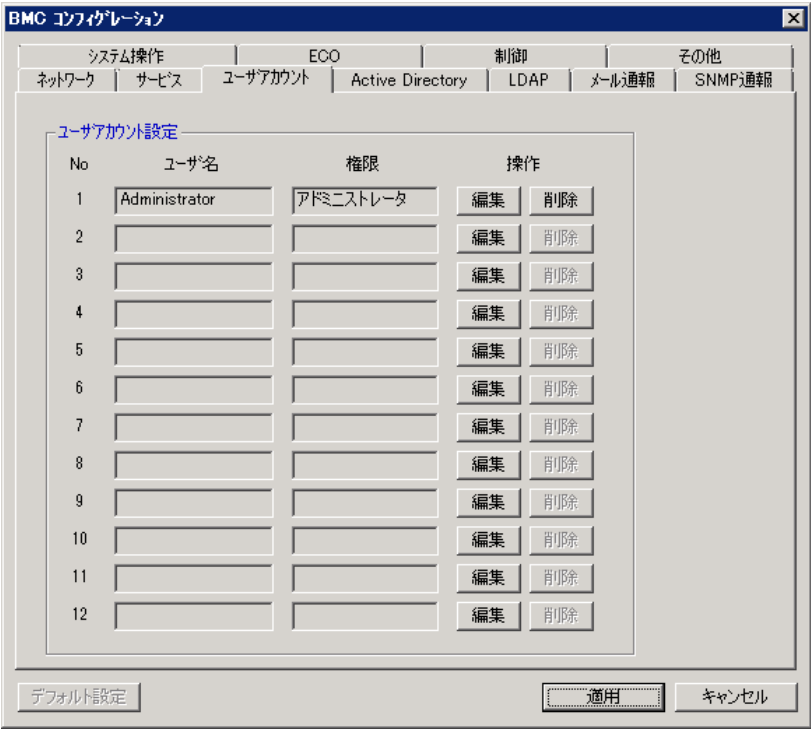 BMC コンフィグレーション
システム操作 ECO 制御 その他
ネットワーク サービス ユーザアカウント Active Directory LDAP メール通報 SNMP通報
ユーザアカウント設定
No ユーザ名 権限 操作
1 Administrator アドミニストレータ 編集 削除
2 編集 削除
3 編集 削除
4 編集 削除
5 編集 削除
6 編集 削除
7 編集 削除
8 編集 削除
9 編集 削除
10 編集 削除
11 編集 削除
12 編集 削除
デフォルト設定 適用 キャンセル